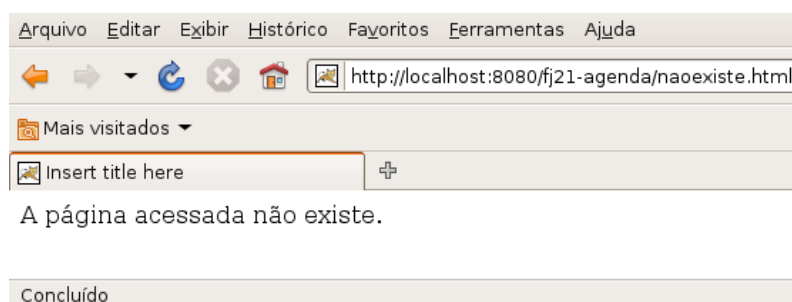 Arquivo Editar Exibir Histórico Favoritos Ferramentas Ajuda
http://localhost:8080/fj21-agenda/naoexiste.html
Mais visitados
Insert title here
A página acessada não existe.
Concluído